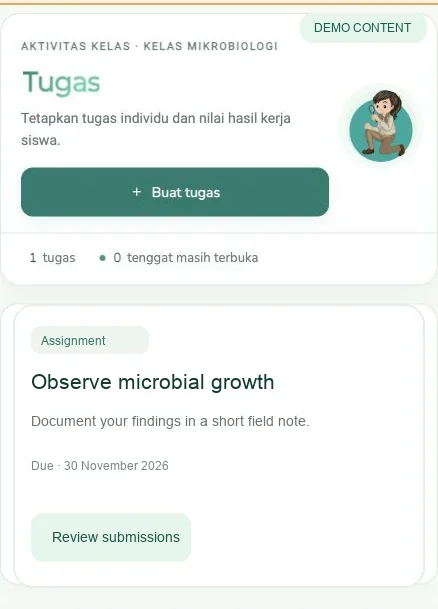 DEMO CONTENT
AKTIVITAS KELAS · KELAS MIKROBIOLOGI
Tugas
Tetapkan tugas individu dan nilai hasil kerja
siswa.
+ Buat tugas
1 tugas
0 tenggat masih terbuka
Assignment
Observe microbial growth
Document your findings in a short field note.
Due · 30 November 2026
Review submissions